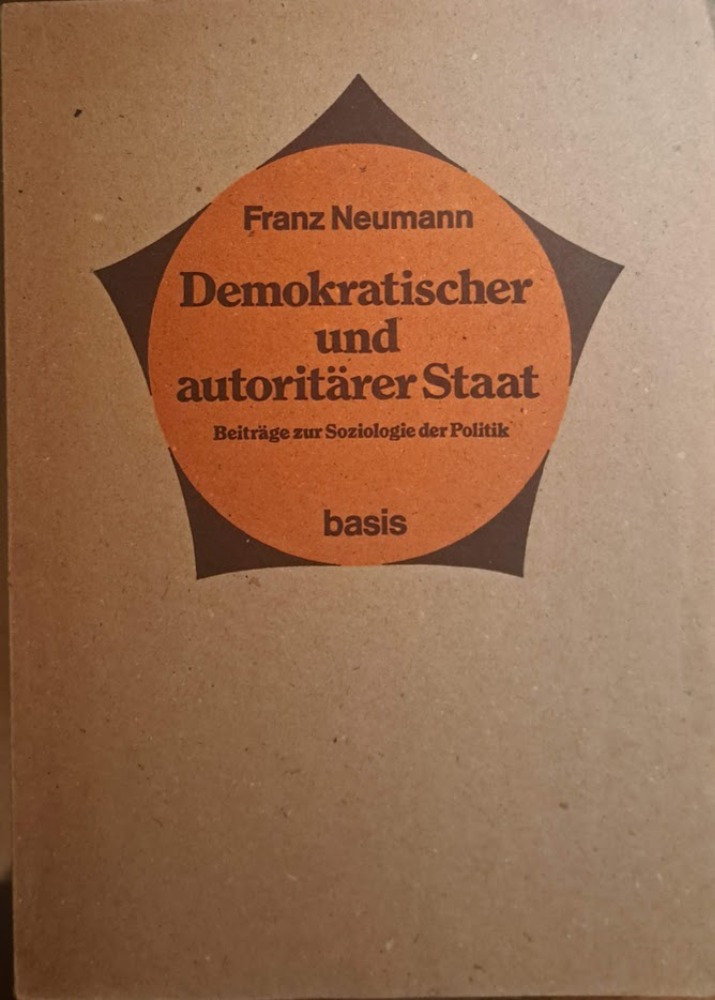 Franz Neumann
Demokratischer
und
autoritärer Staat
Beiträge zur Soziologie der Politik
basis